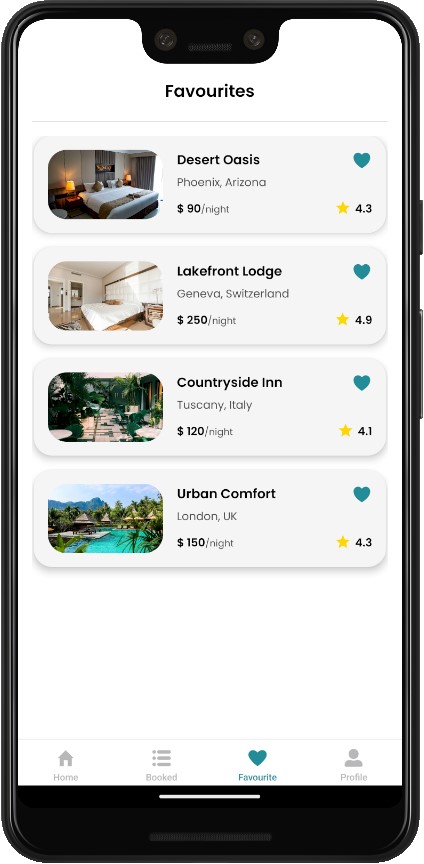 Favourites
Desert Oasis
Phoenix, Arizona
$ 90/night
4.3
Lakefront Lodge
Geneva, Switzerland
$ 250/night
4.9
Countryside Inn
Tuscany, Italy
$ 120/night
4.1
Urban Comfort
London, UK
$ 150/night
4.3
Home
Booked
Favourite
Profile